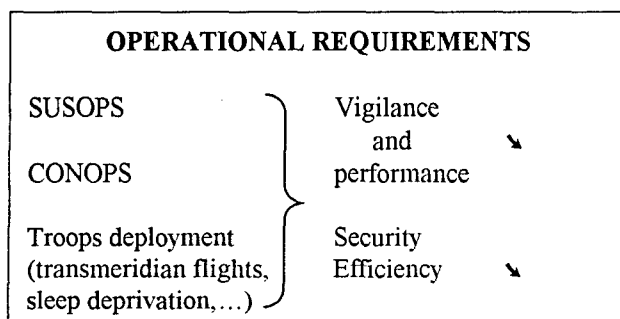 OPERATIONAL REQUIREMENTS
SUSOPS
CONOPS
Troops deployment
(transmeridian flights,
sleep deprivation,...)
Vigilance
and
performance ↘
Security
Efficiency ↘